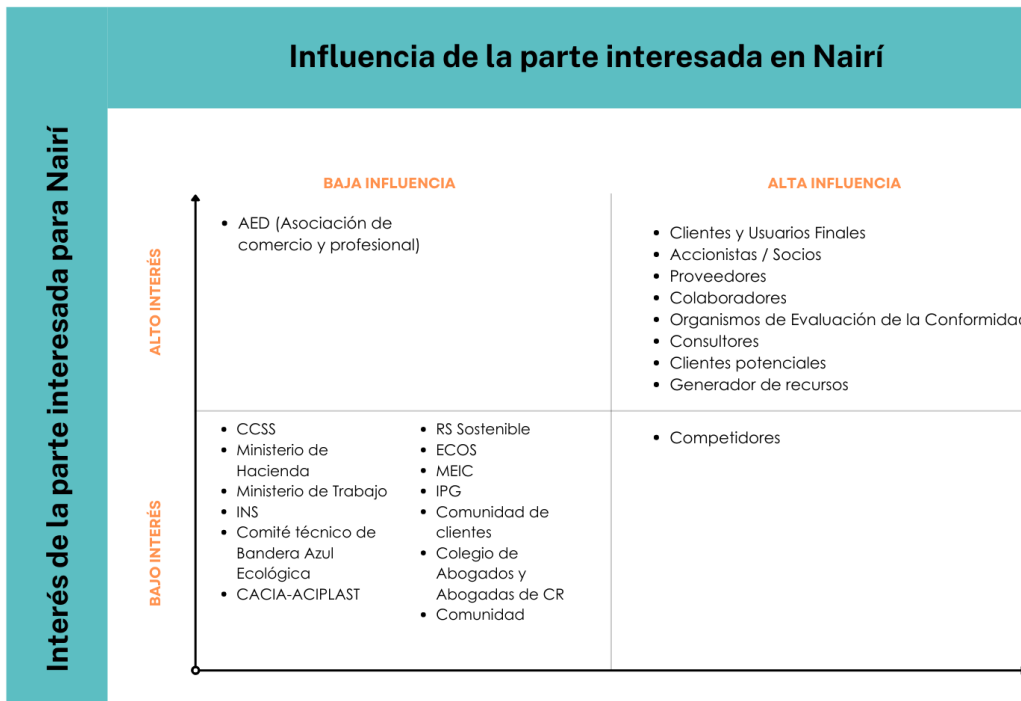 Influencia de la parte interesada en Nairí
Interés de la parte interesada para Nairí
BAJA INFLUENCIA
ALTA INFLUENCIA
ALTO INTERÉS
• AED (Asociación de
comercio y profesional)
• Clientes y Usuarios Finales
• Accionistas / Socios
• Proveedores
• Colaboradores
• Organismos de Evaluación de la Conformidad
• Consultores
• Clientes potenciales
• Generador de recursos
BAJO INTERÉS
• CCSS
• Ministerio de
Hacienda
• Ministerio de Trabajo
• INS
• Comité técnico de
Bandera Azul
Ecológica
• CACIA-ACIPLAST
• RS Sostenible
• ECOS
• MEIC
• IPG
• Comunidad de
clientes
• Colegio de
Abogados y
Abogadas de CR
• Comunidad
• Competidores